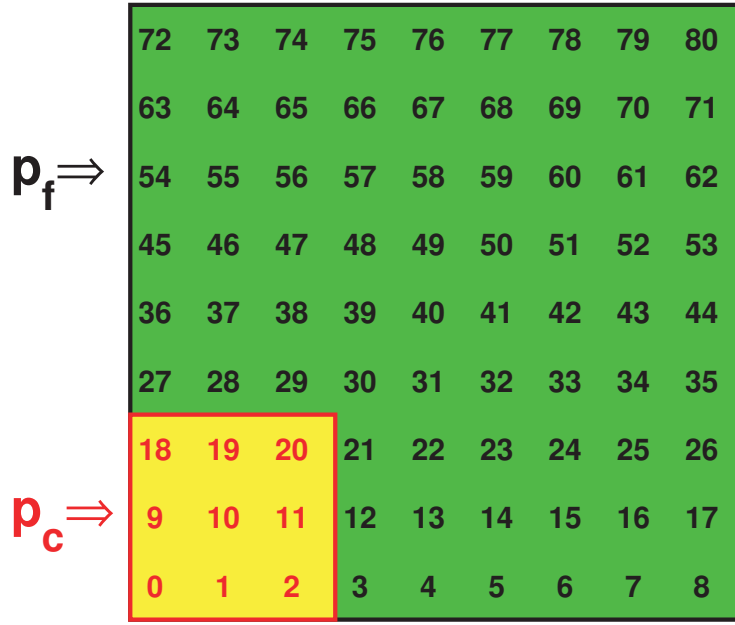 72 73 74 75 76 77 78 79 80
63 64 65 66 67 68 69 70 71
p_f⇒ 54 55 56 57 58 59 60 61 62
45 46 47 48 49 50 51 52 53
36 37 38 39 40 41 42 43 44
27 28 29 30 31 32 33 34 35
18 19 20 21 22 23 24 25 26
p_c⇒ 9 10 11 12 13 14 15 16 17
0 1 2 3 4 5 6 7 8